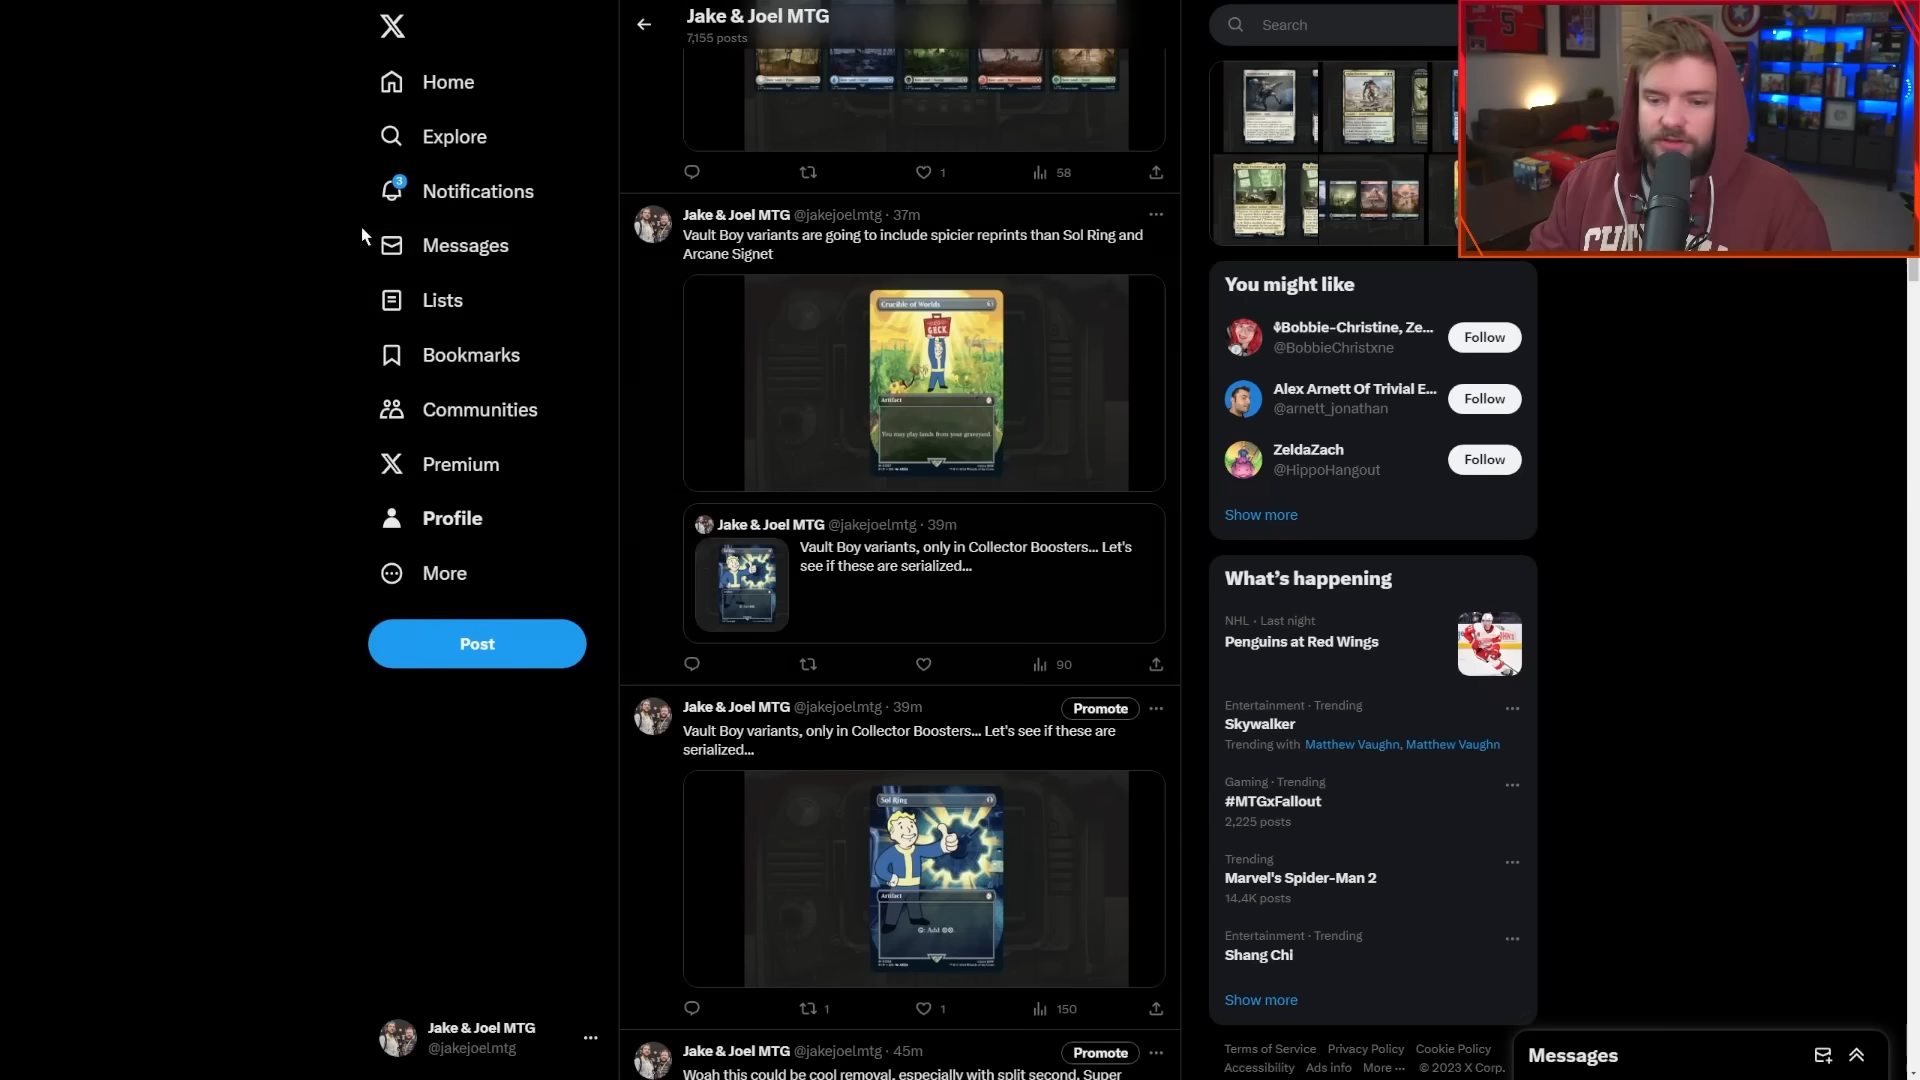 Jake & Joel MTG
7,155 posts
Search
Home
Explore
3
Notifications
Messages
Lists
Bookmarks
Communities
Premium
Profile
More
Post
Jake & Joel MTG
@jakejoelmtg
1
58
Jake & Joel MTG @jakejoelmtg · 37m
Vault Boy variants are going to include spicier reprints than Sol Ring and
Arcane Signet
Crucible of Worlds
GECK
Artifact
You may play lands from your graveyard.
Jake & Joel MTG @jakejoelmtg · 39m
Vault Boy variants, only in Collector Boosters... Let's
see if these are serialized...
90
Jake & Joel MTG @jakejoelmtg · 39m
Promote
Vault Boy variants, only in Collector Boosters... Let's see if these are
serialized...
Sol Ring
Artifact
: Add
1
1
150
Jake & Joel MTG @jakejoelmtg · 45m
Promote
Woah this could be cool removal, especially with split second. Super
5
You might like
Bobbie-Christine, Ze...
@BobbieChristxne
Follow
Alex Arnett Of Trivial E...
@arnett_jonathan
Follow
ZeldaZach
@HippoHangout
Follow
Show more
What's happening
NHL · Last night
Penguins at Red Wings
Entertainment · Trending
Skywalker
Trending with Matthew Vaughn, Matthew Vaughn
Gaming · Trending
#MTGxFallout
2,225 posts
Trending
Marvel's Spider-Man 2
14.4K posts
Entertainment · Trending
Shang Chi
Show more
Terms of Service Privacy Policy Cookie Policy
Accessibility Ads info More ··· © 2023 X Corp.
Messages